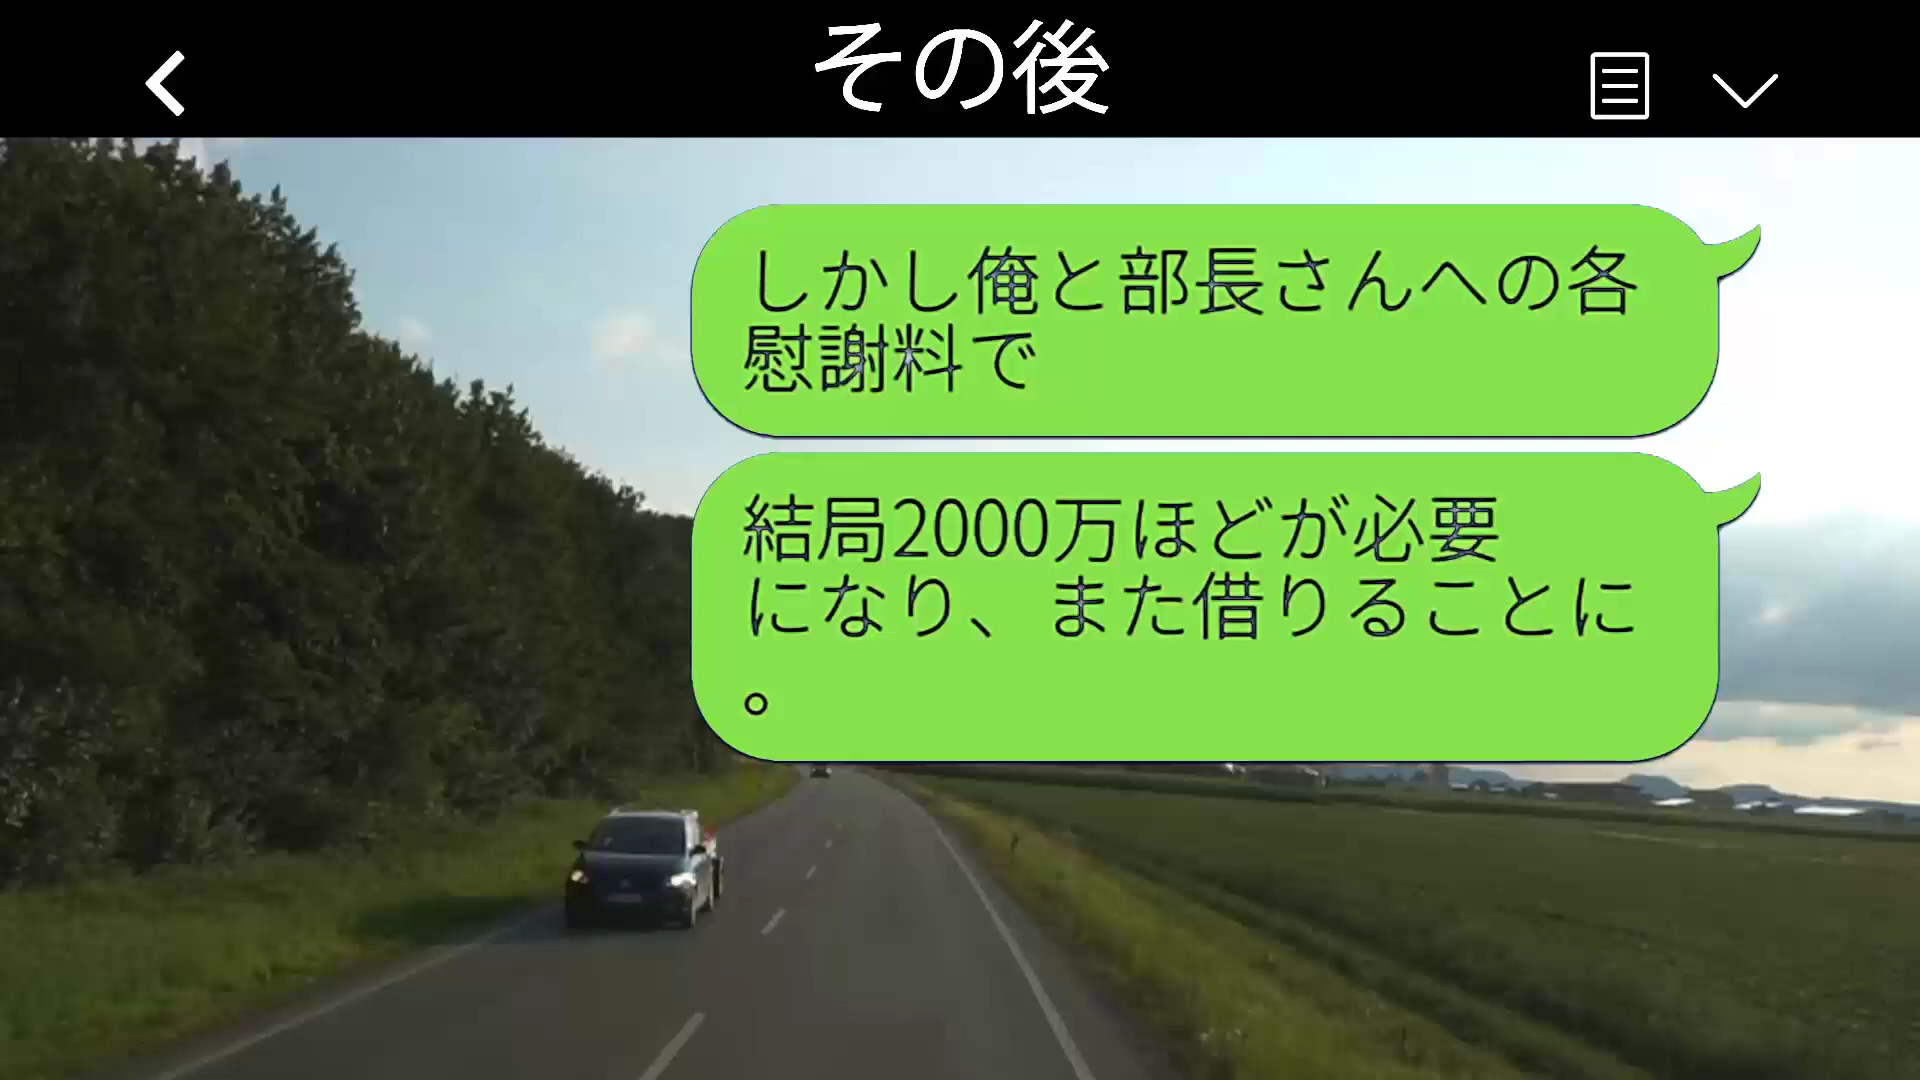 その後
しかし俺と部長さんへの各
慰謝料で
結局2000万ほどが必要
になり、また借りることに
。